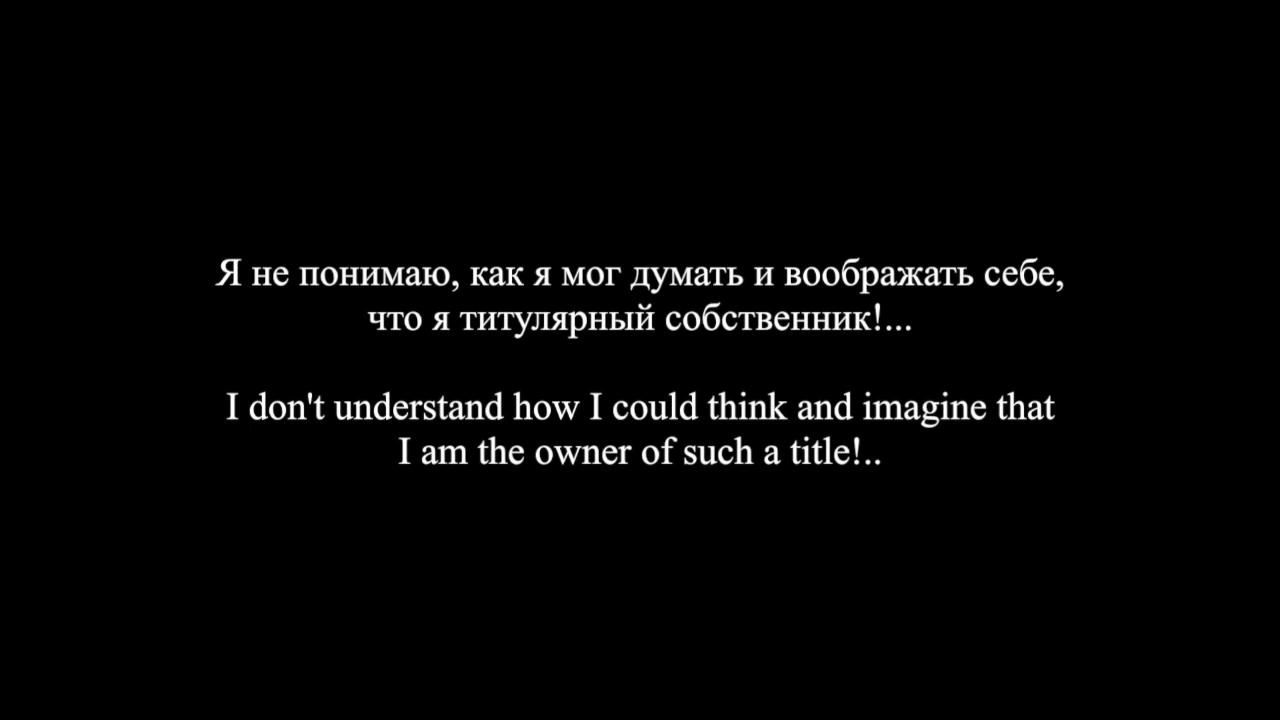 Я не понимаю, как я мог думать и воображать себе,
что я титулярный собственник!...
I don't understand how I could think and imagine that
I am the owner of such a title!..